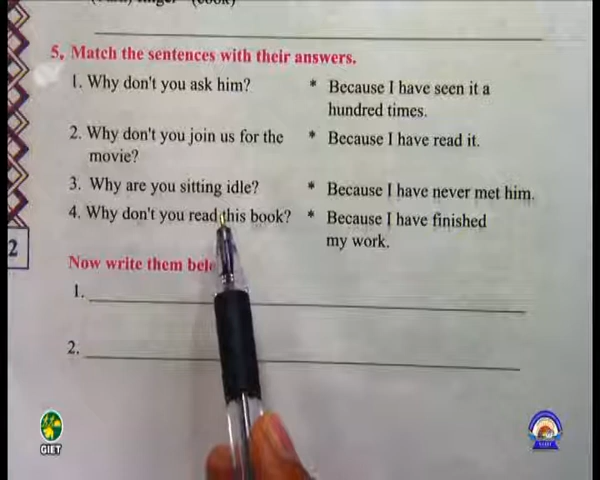 (cook)
5. Match the sentences with their answers.
1. Why don't you ask him? * Because I have seen it a
hundred times.
2. Why don't you join us for the * Because I have read it.
movie?
3. Why are you sitting idle? * Because I have never met him.
4. Why don't you read this book? * Because I have finished
my work.
2
Now write them
1.
2.
GIET